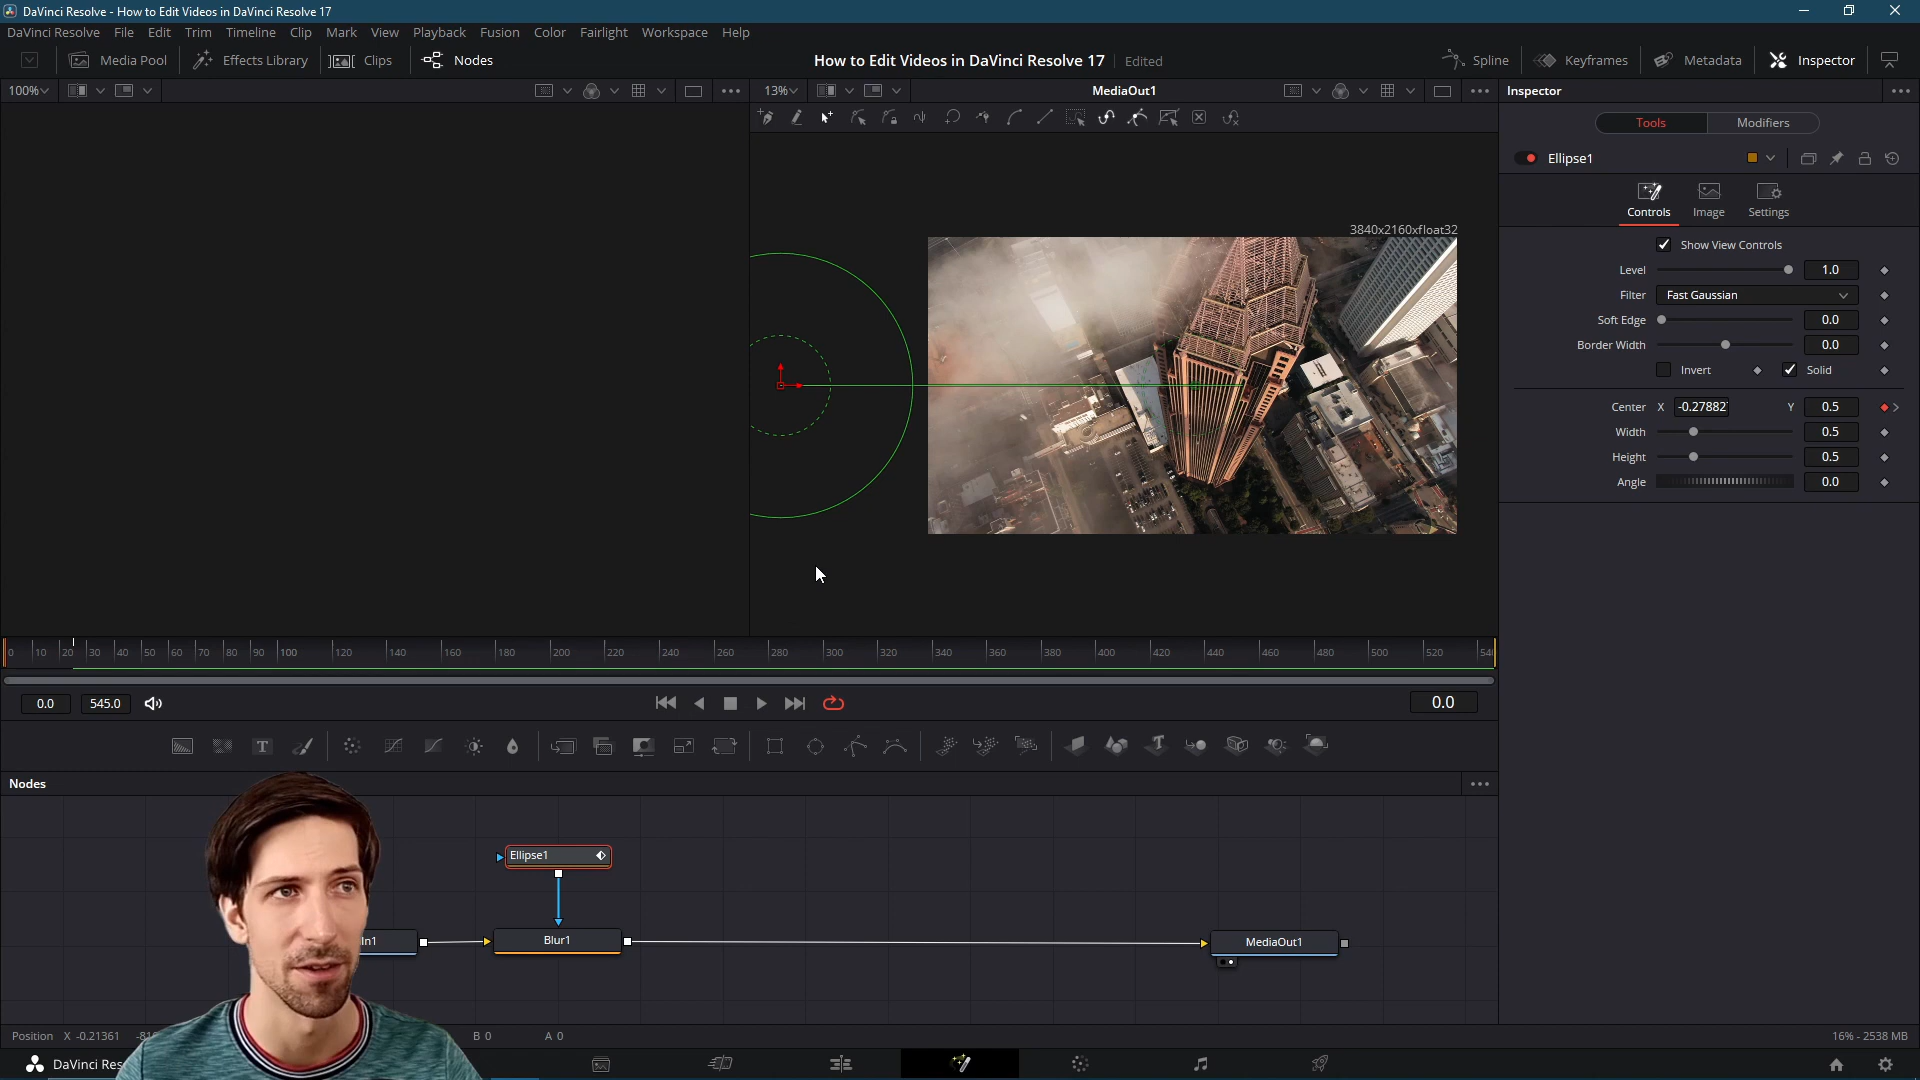 DaVinci Resolve - How to Edit Videos in DaVinci Resolve 17
DaVinci Resolve File Edit Trim Timeline Clip Mark View Playback Fusion Color Fairlight Workspace Help
Media Pool Effects Library Clips Nodes How to Edit Videos in DaVinci Resolve 17 Edited Spline Keyframes Metadata Inspector
100% 13% MediaOut1 Inspector
Tools Modifiers
Ellipse1
Controls Image Settings
3840x2160xfloat32
Show View Controls
Level 1.0
Filter Fast Gaussian
Soft Edge 0.0
Border Width 0.0
Invert Solid
Center X -0.27882 Y 0.5
Width 0.5
Height 0.5
Angle 0.0
0 10 20 30 40 50 60 70 80 90 100 120 140 160 180 200 220 240 260 280 300 320 340 360 380 400 420 440 460 480 500 520 54
0.0 545.0 0.0
Nodes
Ellipse1
In1 Blur1 MediaOut1
Position X -0.21361 B 0 A 0 16% - 2538 MB
DaVinci Res